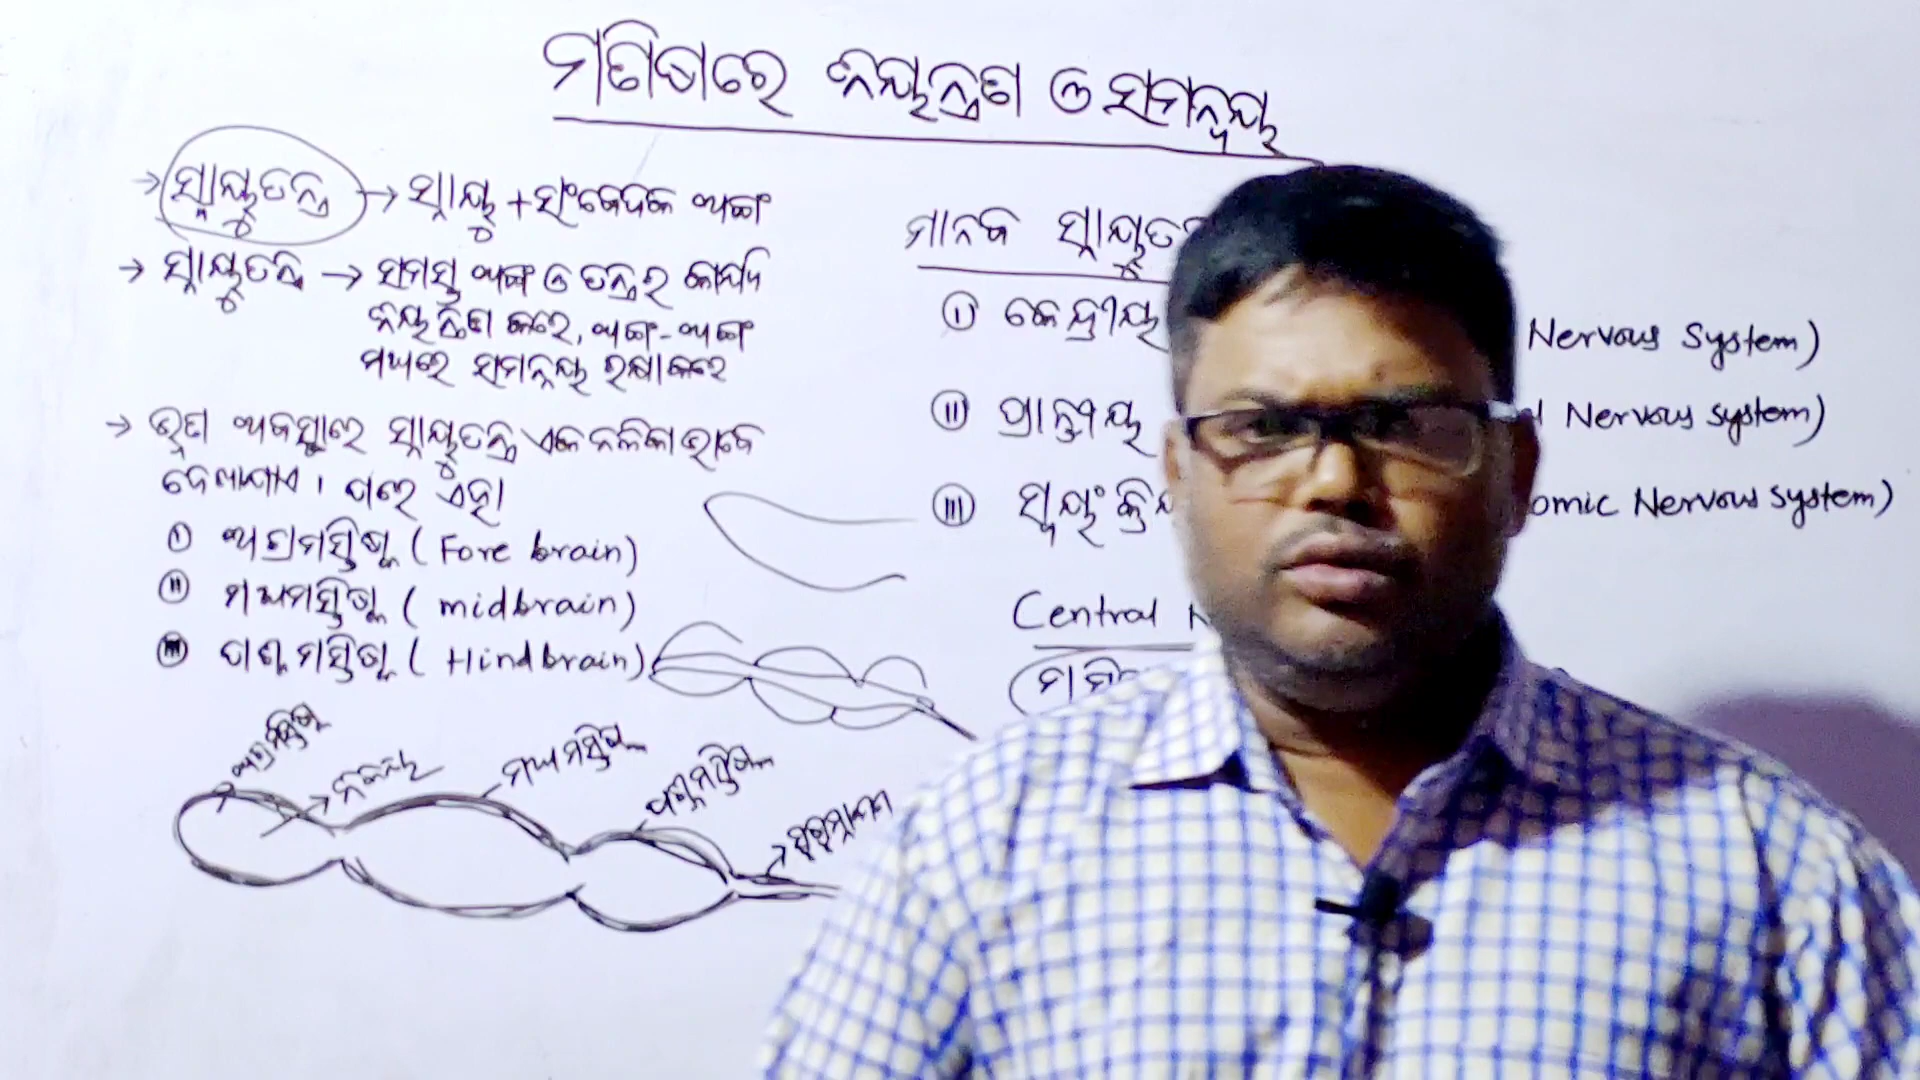 ମଣିଷରେ ନିୟନ୍ତ୍ରଣ ଓ ସମନ୍ୱୟ
→ ସ୍ନାୟୁତନ୍ତ୍ର → ସ୍ନାୟୁ + ସାଂବେଦିକ ଅଙ୍ଗ
→ ସ୍ନାୟୁତନ୍ତ୍ର → ସମସ୍ତ ଅଙ୍ଗ ଓ ତନ୍ତ୍ରର କାର୍ଯ୍ୟ
ନିୟନ୍ତ୍ରଣ କରେ, ଅଙ୍ଗ-ଅଙ୍ଗ
ମଧ୍ୟରେ ସମନ୍ୱୟ ରକ୍ଷା କରେ
→ ଭ୍ରୂଣ ଅବସ୍ଥାରେ ସ୍ନାୟୁତନ୍ତ୍ର ଏକ ନଳିକା ଭାବେ
ଦେଖାଯାଏ । ପରେ ଏହା
i ଅଗ୍ରମସ୍ତିଷ୍କ (Fore brain)
ii ମଧ୍ୟମସ୍ତିଷ୍କ (midbrain)
iii ପଶ୍ଚମସ୍ତିଷ୍କ (Hindbrain)
ଅଗ୍ରମସ୍ତିଷ୍କ
ମଧ୍ୟମସ୍ତିଷ୍କ
ପଶ୍ଚମସ୍ତିଷ୍କ
ମାନବ ସ୍ନାୟୁତ
i କେନ୍ଦ୍ରୀୟ Nervous System)
ii ପ୍ରାନ୍ତୀୟ Nervous system)
iii ସ୍ୱୟଂକ୍ରିୟ omic Nervous system)
Central N